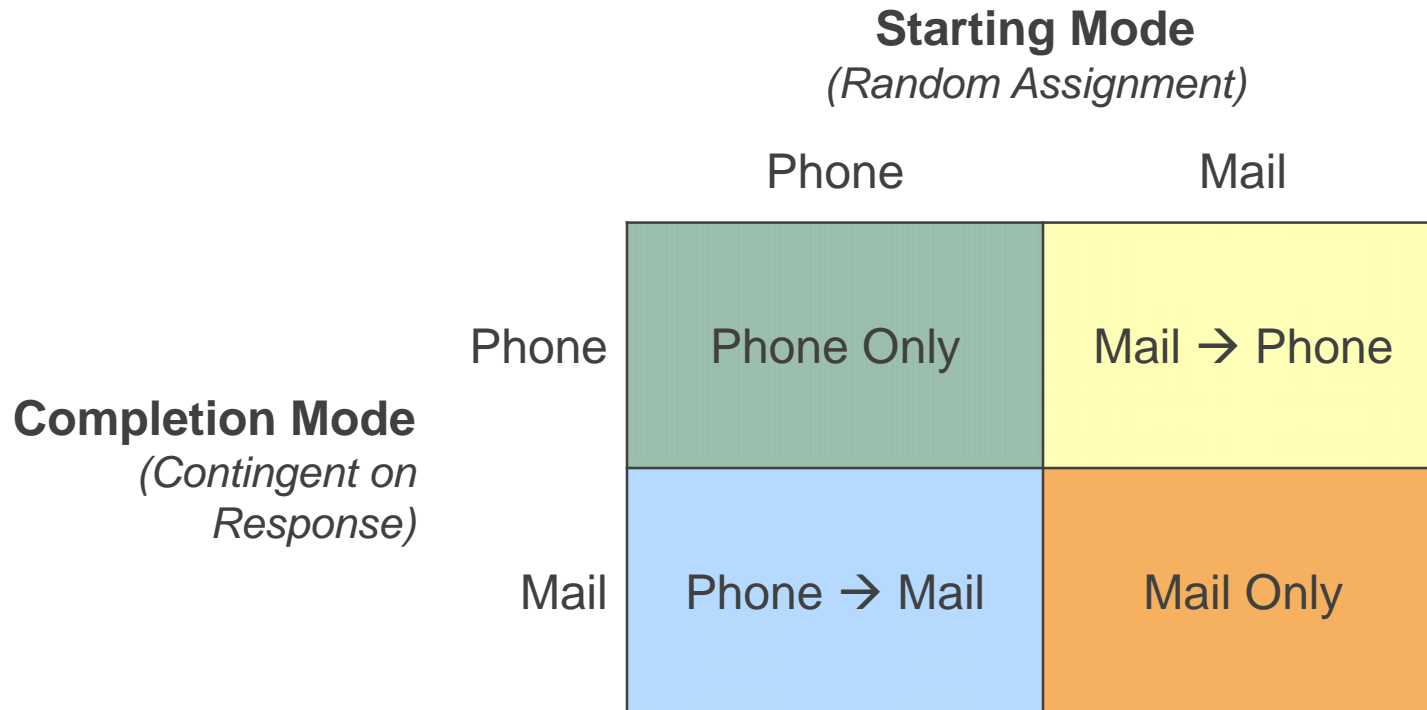 Starting Mode
(Random Assignment)
Phone Mail
Phone Phone Only Mail → Phone
Completion Mode
(Contingent on
Response)
Mail Phone → Mail Mail Only